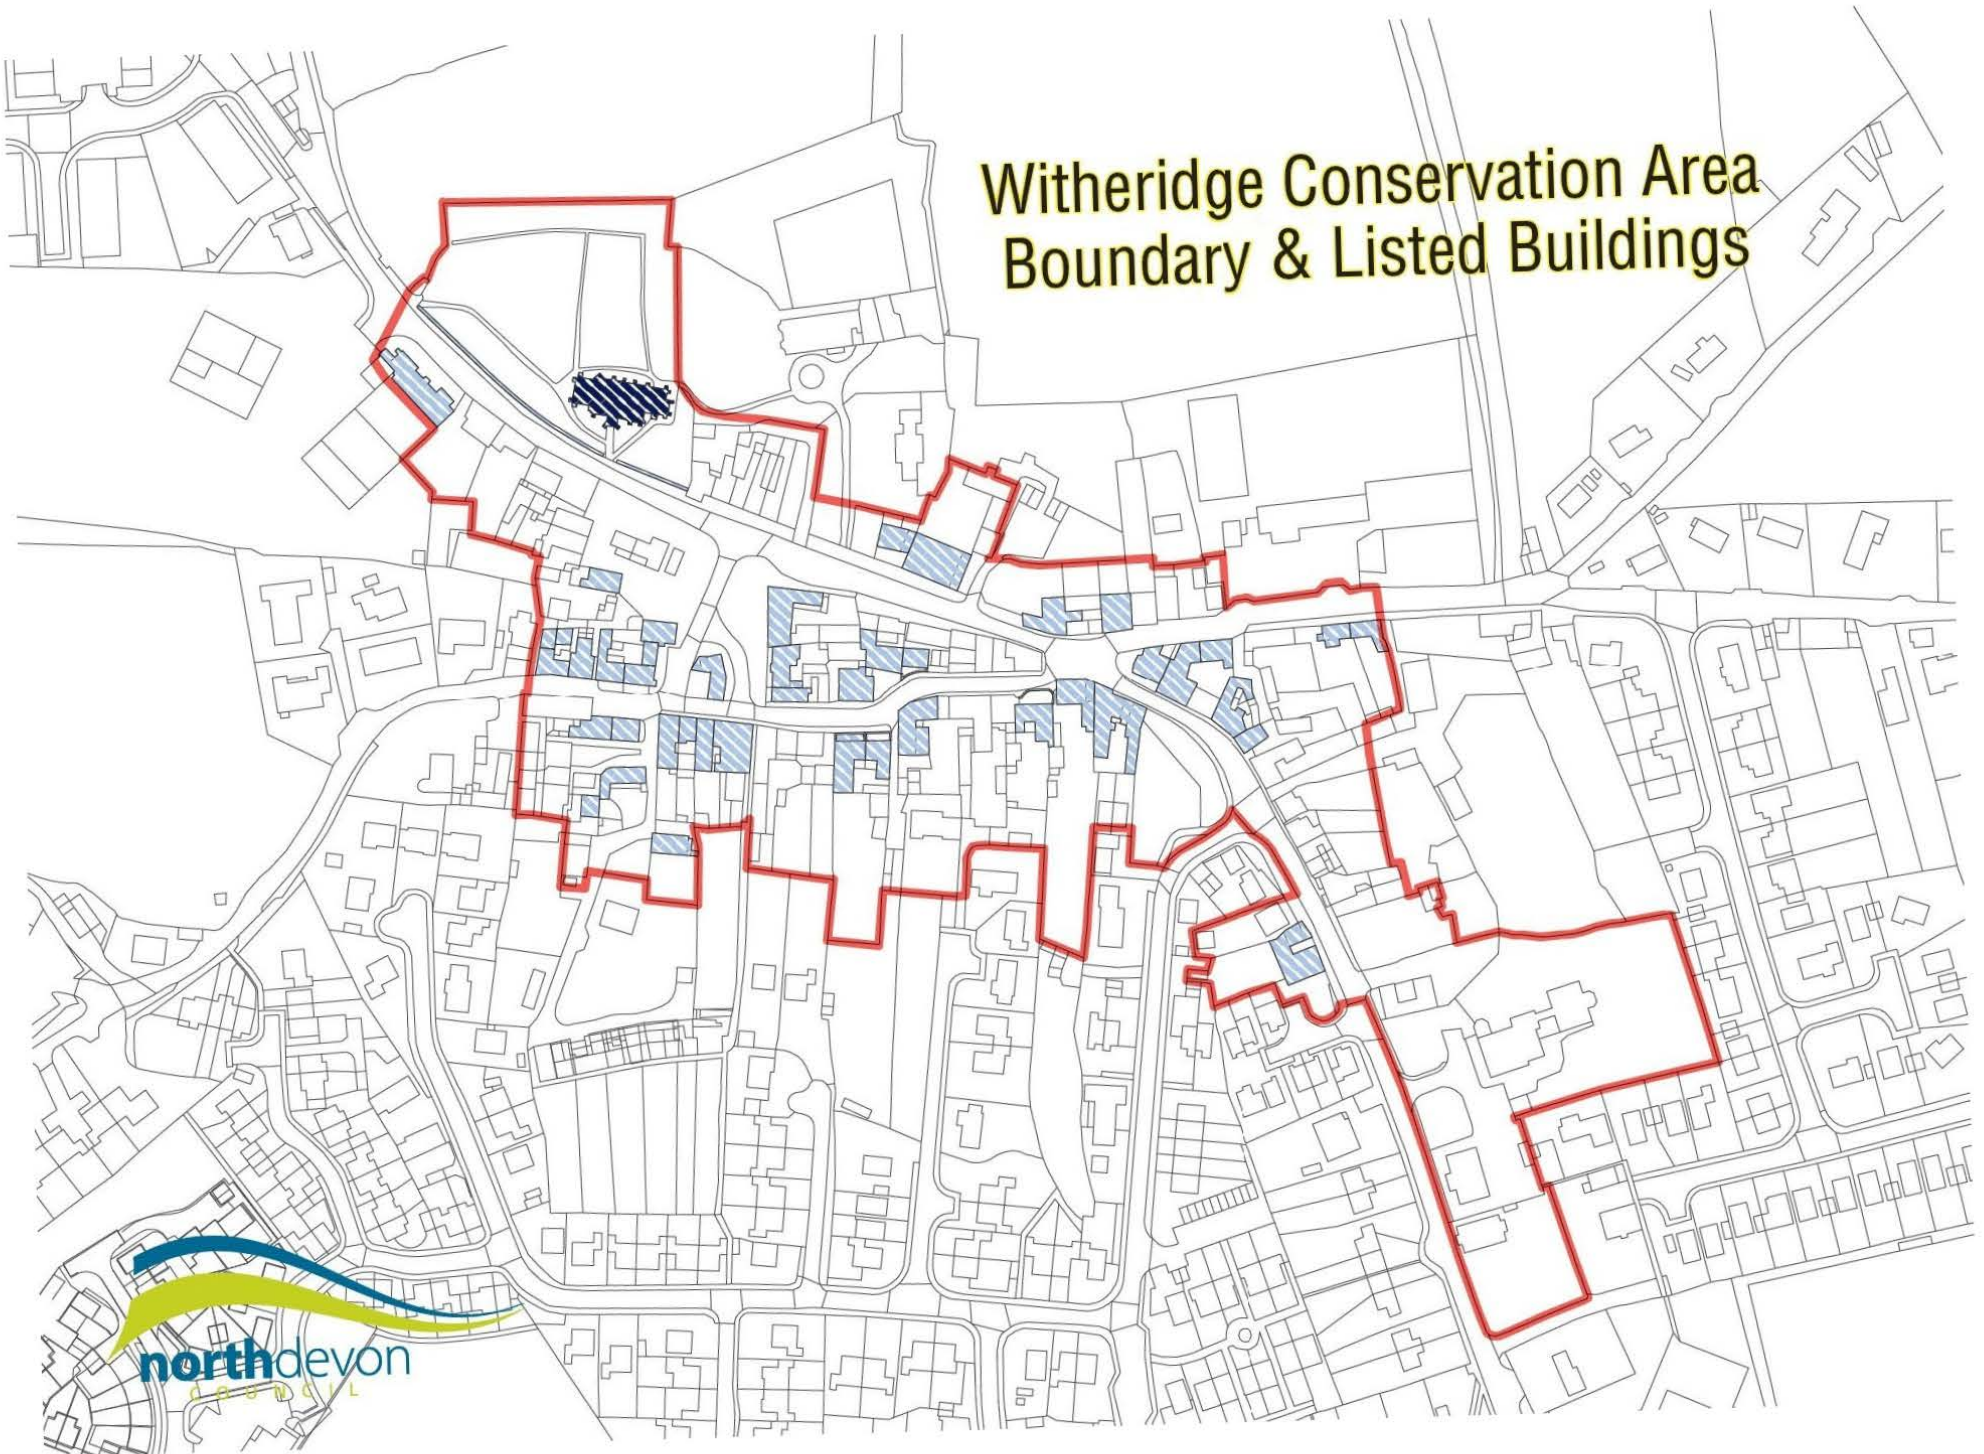 Witheridge Conservation Area
Boundary & Listed Buildings
northdevon
COUNCIL